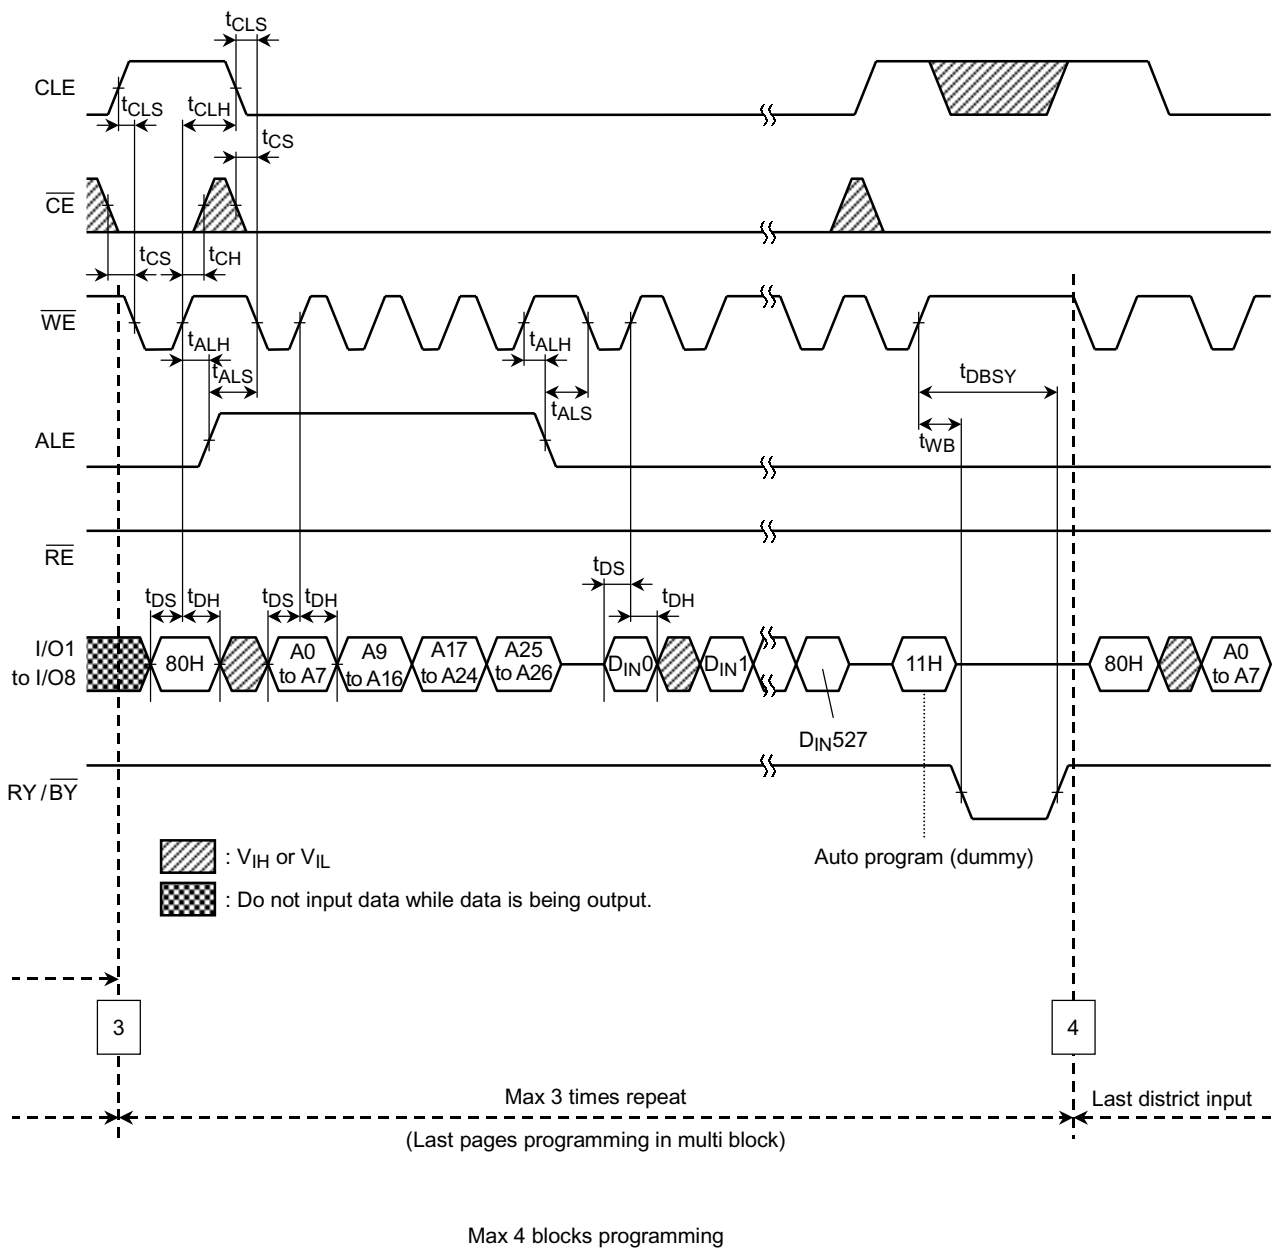 tCLS
CLE
tCLS
tCLH
tCS
CE
tCS
tCH
WE
tALH
tALS
tALH
tALS
tDBSY
tWB
ALE
RE
tDS
tDH
tDS
tDH
tDS
tDH
I/O1
to I/O8
80H
A0
to A7
A9
to A16
A17
to A24
A25
to A26
DIN0
DIN1
DIN527
11H
80H
A0
to A7
RY/BY
Auto program (dummy)
: VIH or VIL
: Do not input data while data is being output.
3
4
Max 3 times repeat
Last district input
(Last pages programming in multi block)
Max 4 blocks programming